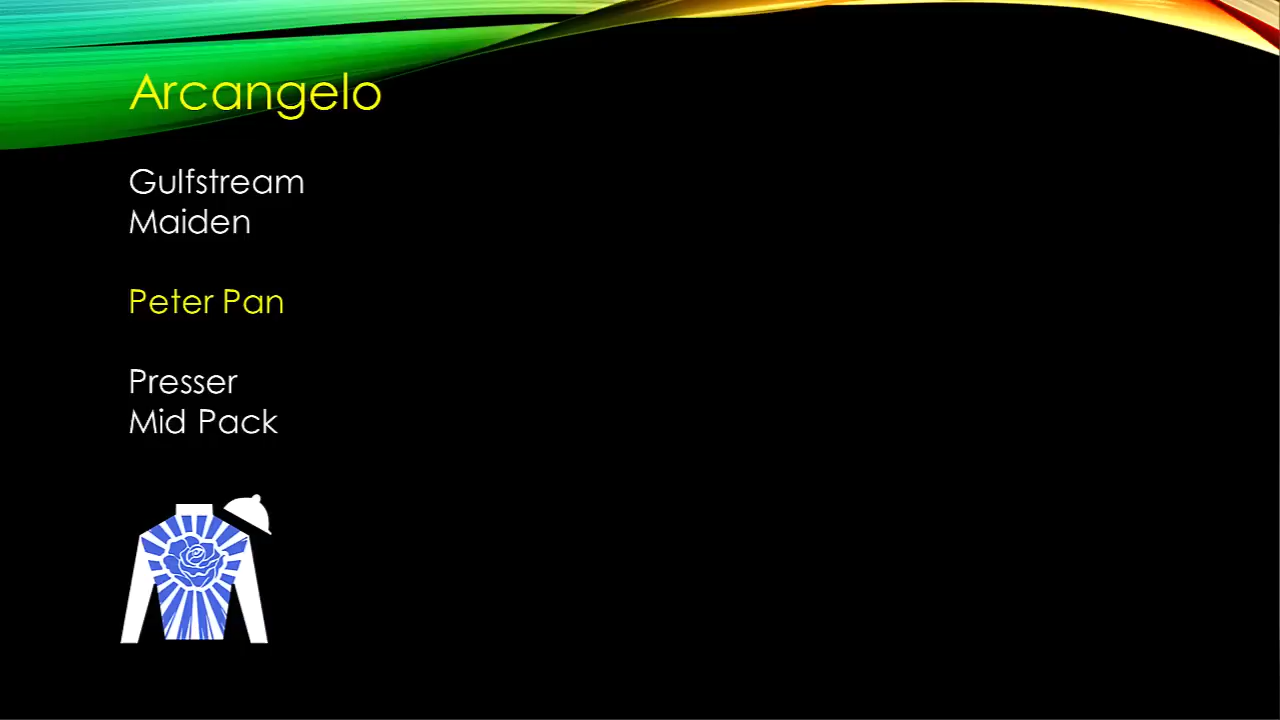 Arcangelo
Gulfstream
Maiden
Peter Pan
Presser
Mid Pack